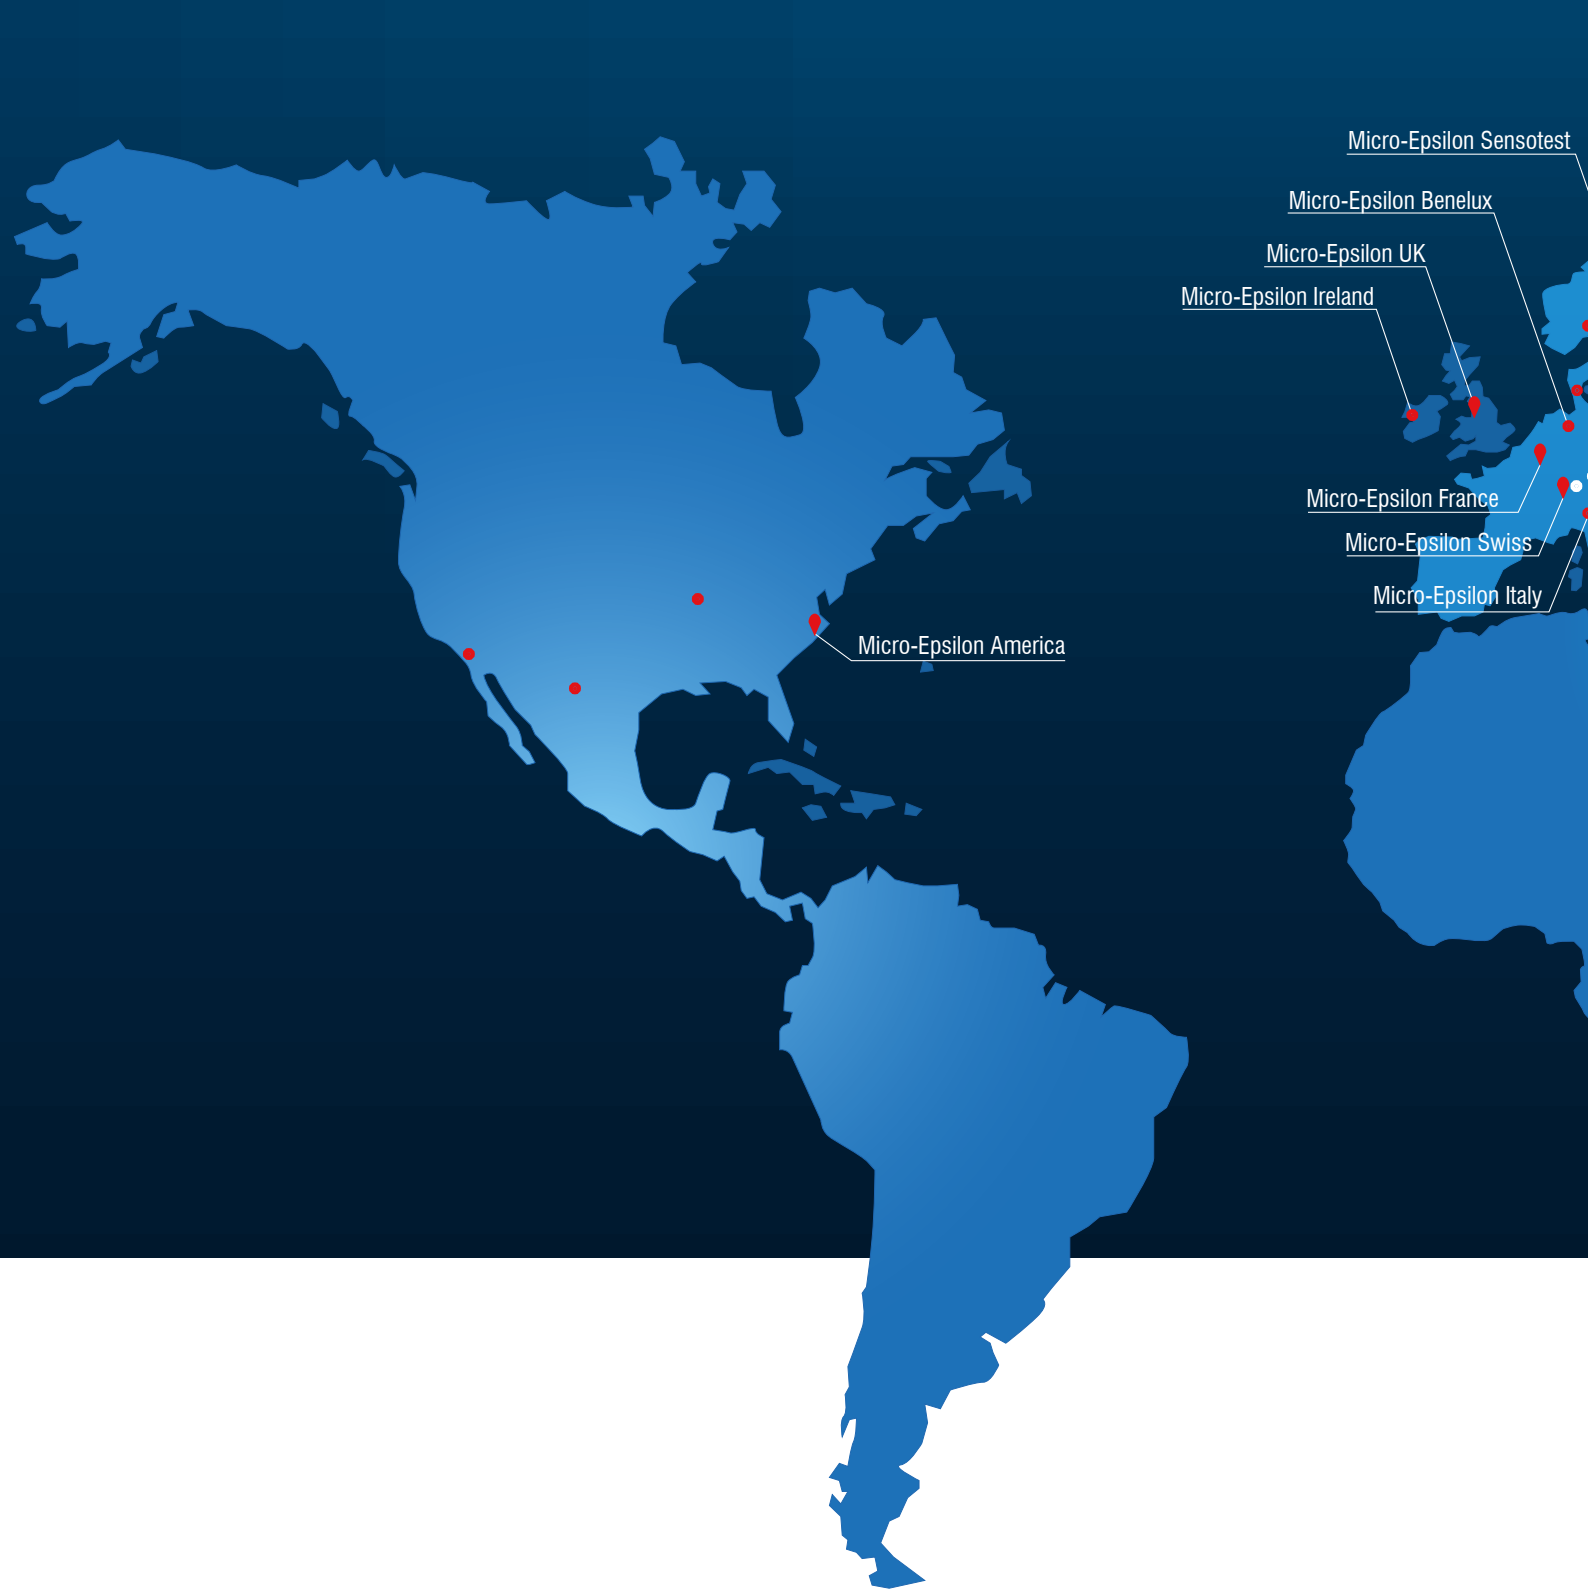 Micro-Epsilon Sensotest
Micro-Epsilon Benelux
Micro-Epsilon UK
Micro-Epsilon Ireland
Micro-Epsilon France
Micro-Epsilon Swiss
Micro-Epsilon Italy
Micro-Epsilon America